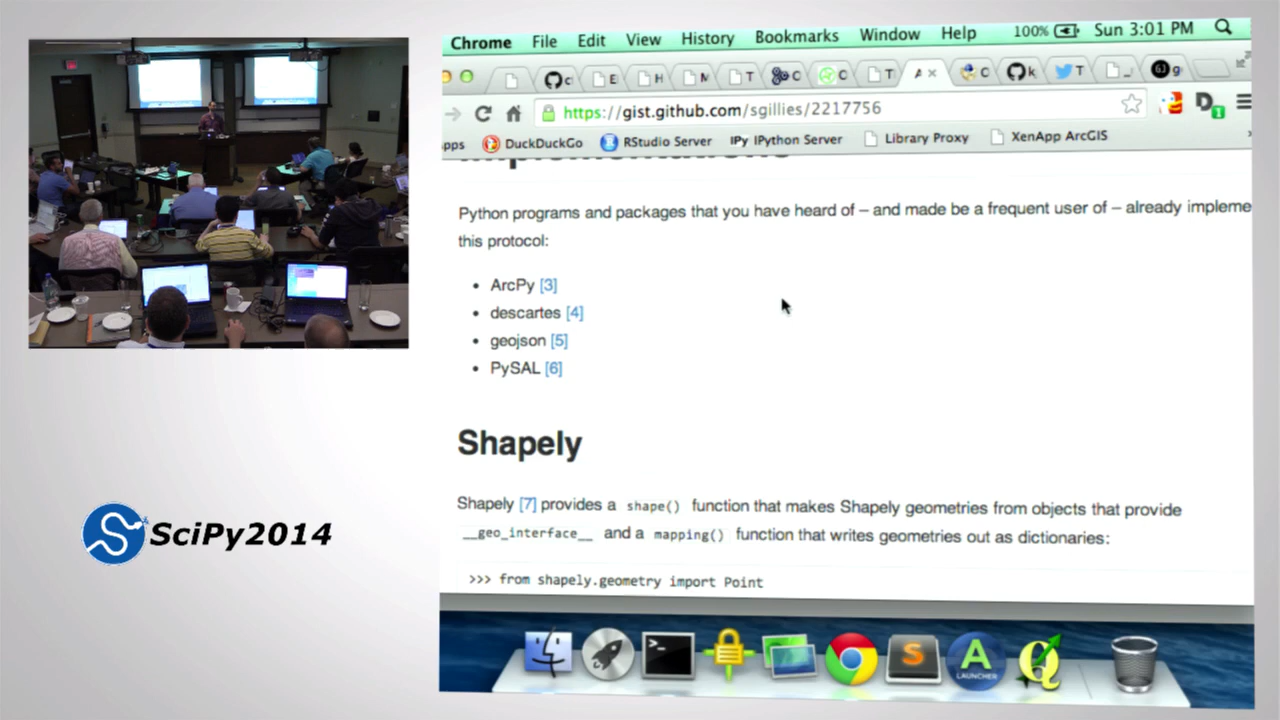 Chrome File Edit View History Bookmarks Window Help 100% Sun 3:01 PM
c E H M T C C T A C k T g
https://gist.github.com/sgillies/2217756
pps DuckDuckGo RStudio Server IPy IPython Server Library Proxy XenApp ArcGIS
Python programs and packages that you have heard of – and made be a frequent user of – already impleme
this protocol:
• ArcPy [3]
• descartes [4]
• geojson [5]
• PySAL [6]
Shapely
Shapely [7] provides a shape() function that makes Shapely geometries from objects that provide
__geo_interface__ and a mapping() function that writes geometries out as dictionaries:
>>> from shapely.geometry import Point
LAUNCHER
SciPy2014